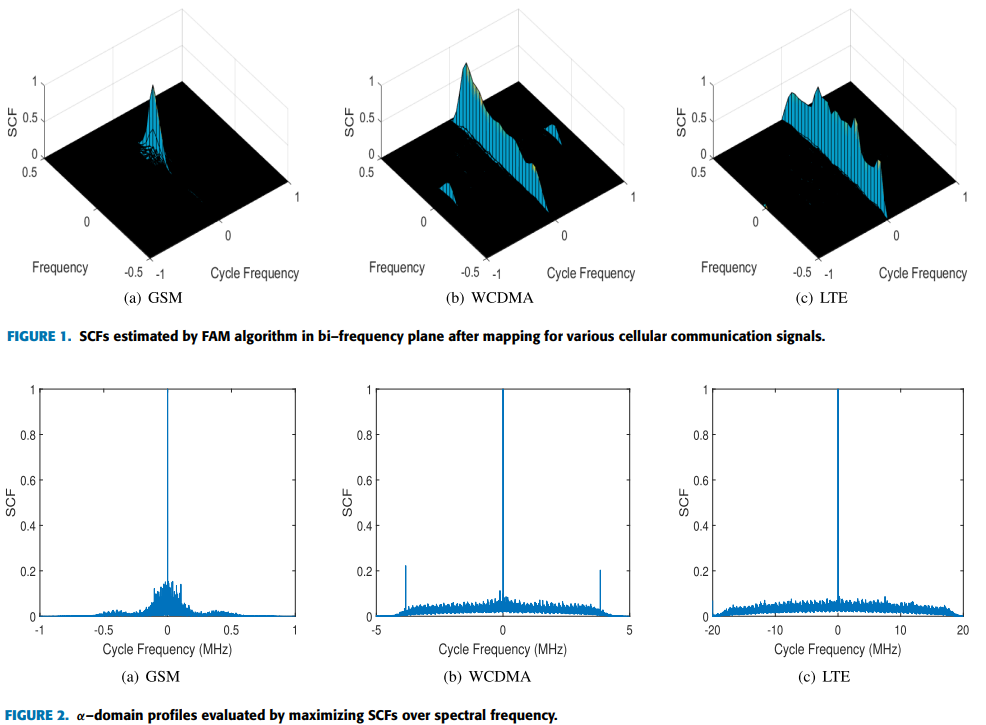 SCF
1
0.5
0
0.5
0
-0.5
-1
0
1
Frequency
Cycle Frequency
(a) GSM
SCF
1
0.5
0
0.5
0
-0.5
-1
0
1
Frequency
Cycle Frequency
(b) WCDMA
SCF
1
0.5
0
0.5
0
-0.5
-1
0
1
Frequency
Cycle Frequency
(c) LTE
FIGURE 1. SCFs estimated by FAM algorithm in bi–frequency plane after mapping for various cellular communication signals.
SCF
1
0.8
0.6
0.4
0.2
0
-1 -0.5 0 0.5 1
Cycle Frequency (MHz)
(a) GSM
SCF
1
0.8
0.6
0.4
0.2
0
-5 0 5
Cycle Frequency (MHz)
(b) WCDMA
SCF
1
0.8
0.6
0.4
0.2
0
-20 -10 0 10 20
Cycle Frequency (MHz)
(c) LTE
FIGURE 2. α–domain profiles evaluated by maximizing SCFs over spectral frequency.